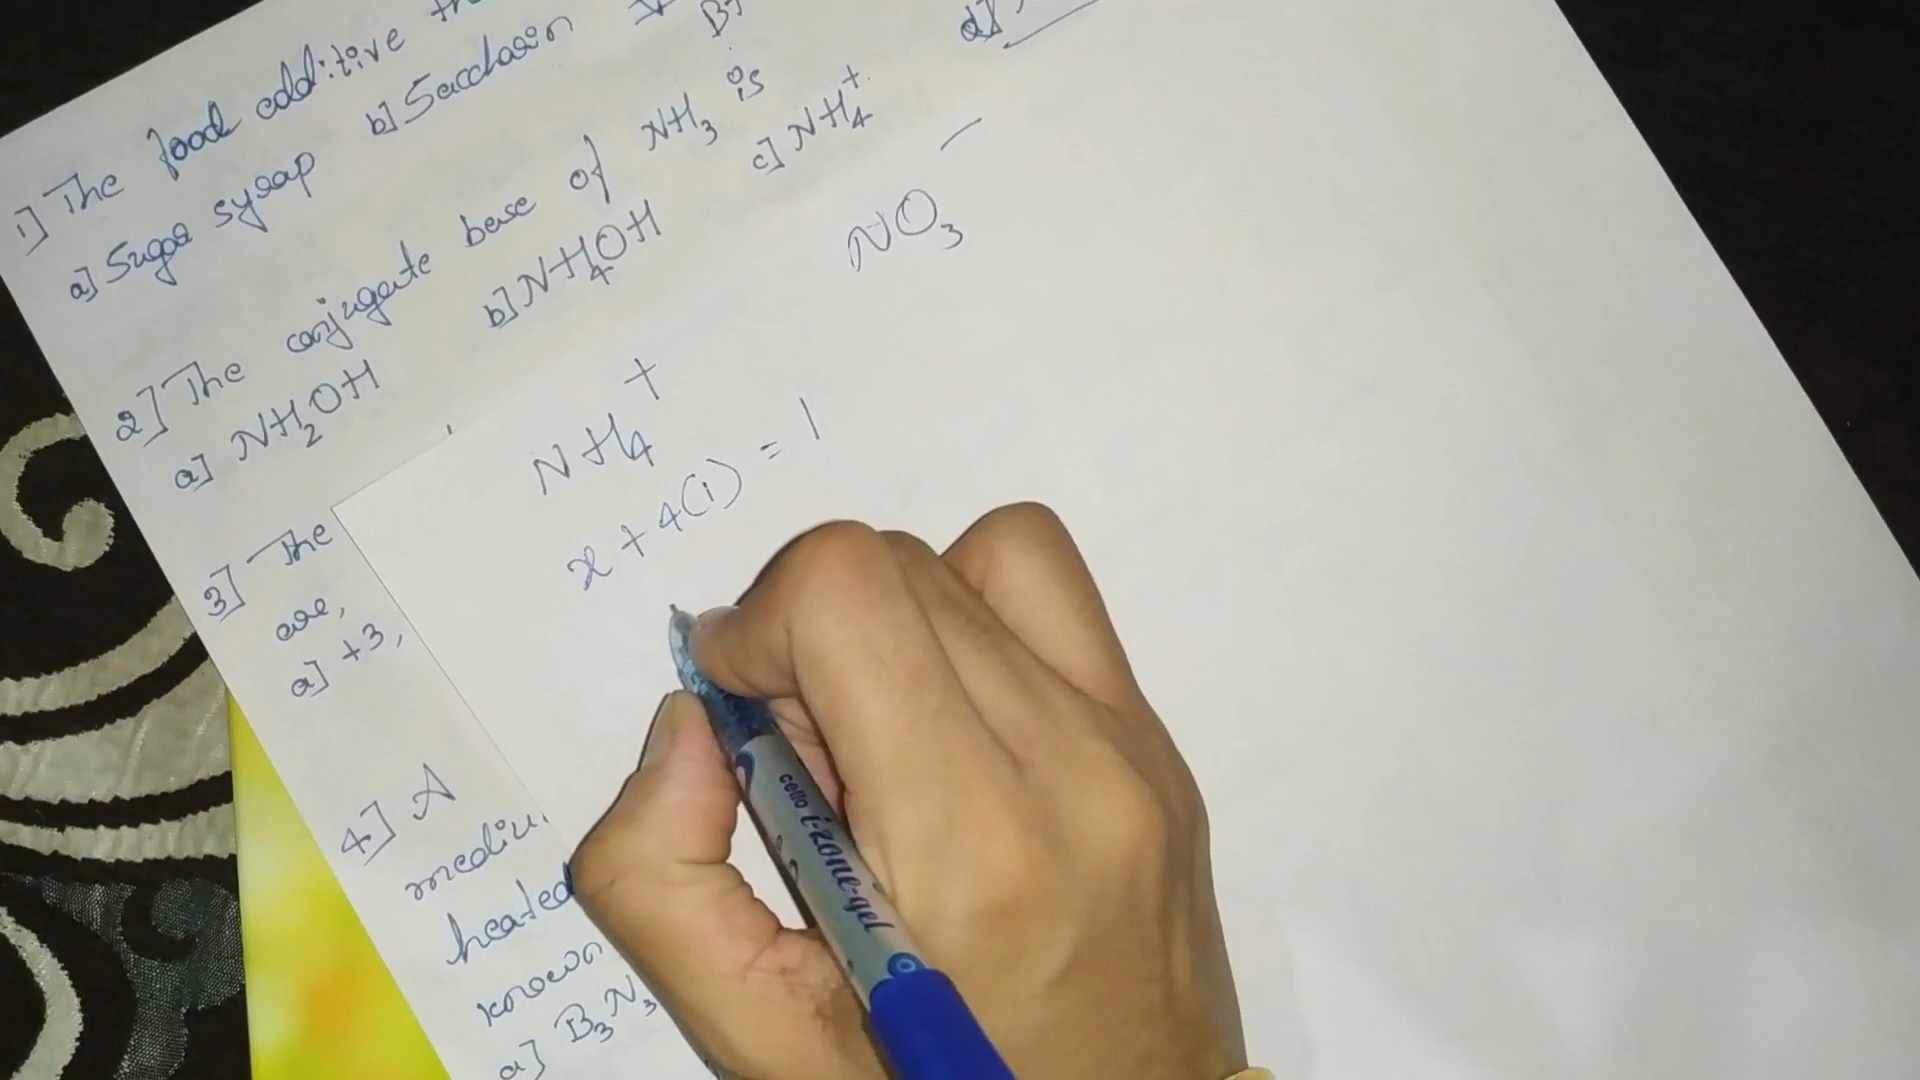 1] The food additive
a] Sugar syrap b] Saccharin
2] The conjugate base of NH₃ is
a] NH₂OH b] NH₄OH c] NH₄⁺ d]
3] The
are,
a] +3,
4] A
mediu
heated
known
a] B₃N₃
NH₄⁺ NO₃⁻
x + 4(1) = 1
cello i-zone-gel